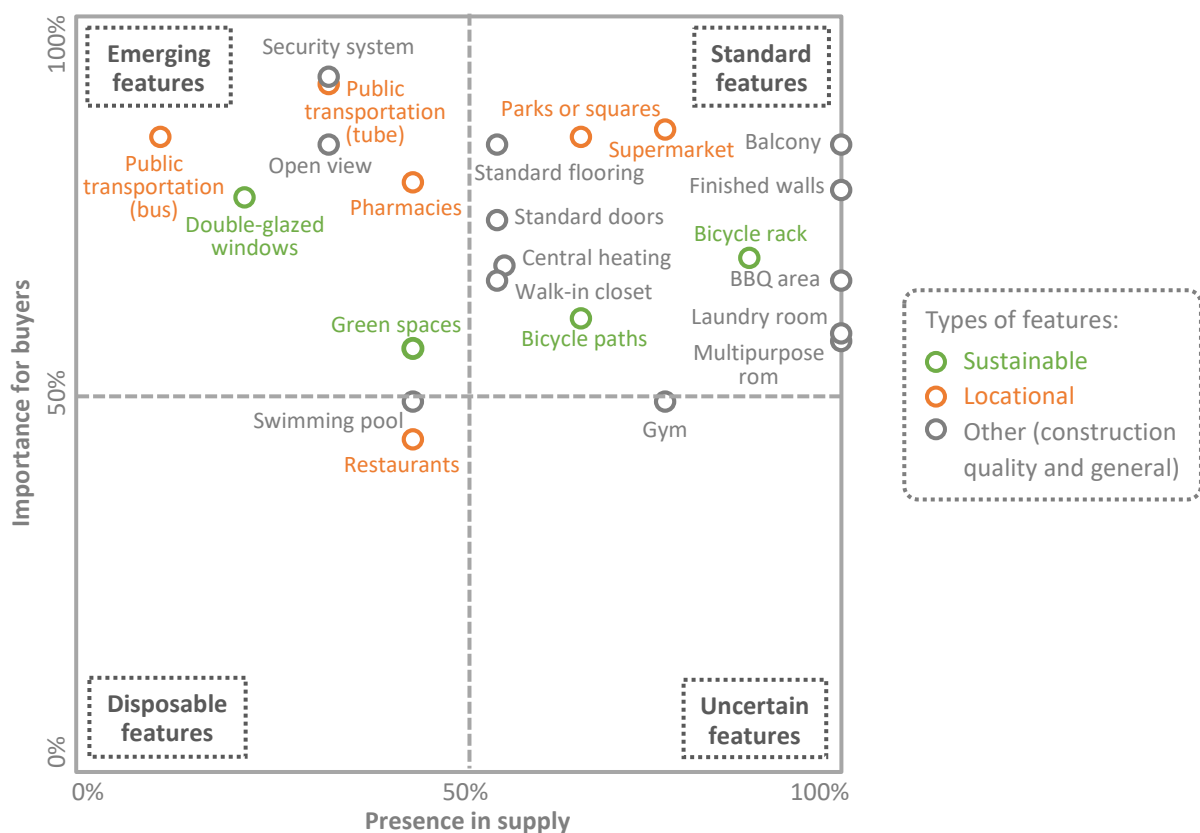 100%
50%
0%
Importance for buyers
Emerging
features
Security system
Public
transportation
(tube)
Public
transportation
(bus)
Open view
Double-glazed
windows
Pharmacies
Green spaces
Standard
features
Parks or squares
Supermarket
Balcony
Standard flooring
Finished walls
Standard doors
Bicycle rack
Central heating
BBQ area
Walk-in closet
Bicycle paths
Laundry room
Multipurpose
rom
Swimming pool
Restaurants
Gym
Disposable
features
Uncertain
features
0%
50%
100%
Presence in supply
Types of features:
Sustainable
Locational
Other (construction
quality and general)